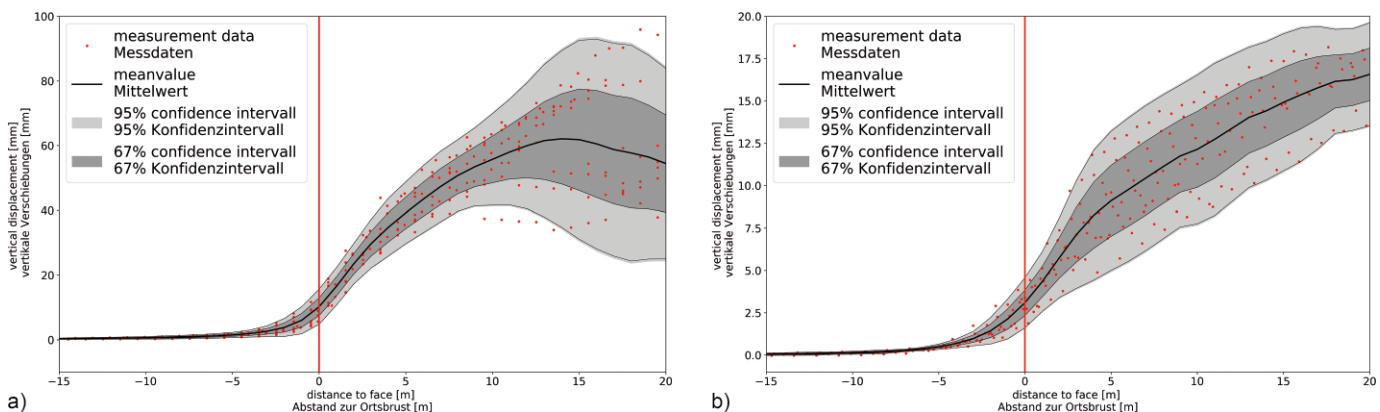 100
80
60
40
20
0
vertical displacement [mm]
vertikale Verschiebungen [mm]
measurement data
Messdaten
meanvalue
Mittelwert
95% confidence intervall
95% Konfidenzintervall
67% confidence intervall
67% Konfidenzintervall
−15 −10 −5 0 5 10 15 20
distance to face [m]
Abstand zur Ortsbrust [m]
a)
20.0
17.5
15.0
12.5
10.0
7.5
5.0
2.5
0.0
vertical displacement [mm]
vertikale Verschiebungen [mm]
measurement data
Messdaten
meanvalue
Mittelwert
95% confidence intervall
95% Konfidenzintervall
67% confidence intervall
67% Konfidenzintervall
−15 −10 −5 0 5 10 15 20
distance to face [m]
Abstand zur Ortsbrust [m]
b)